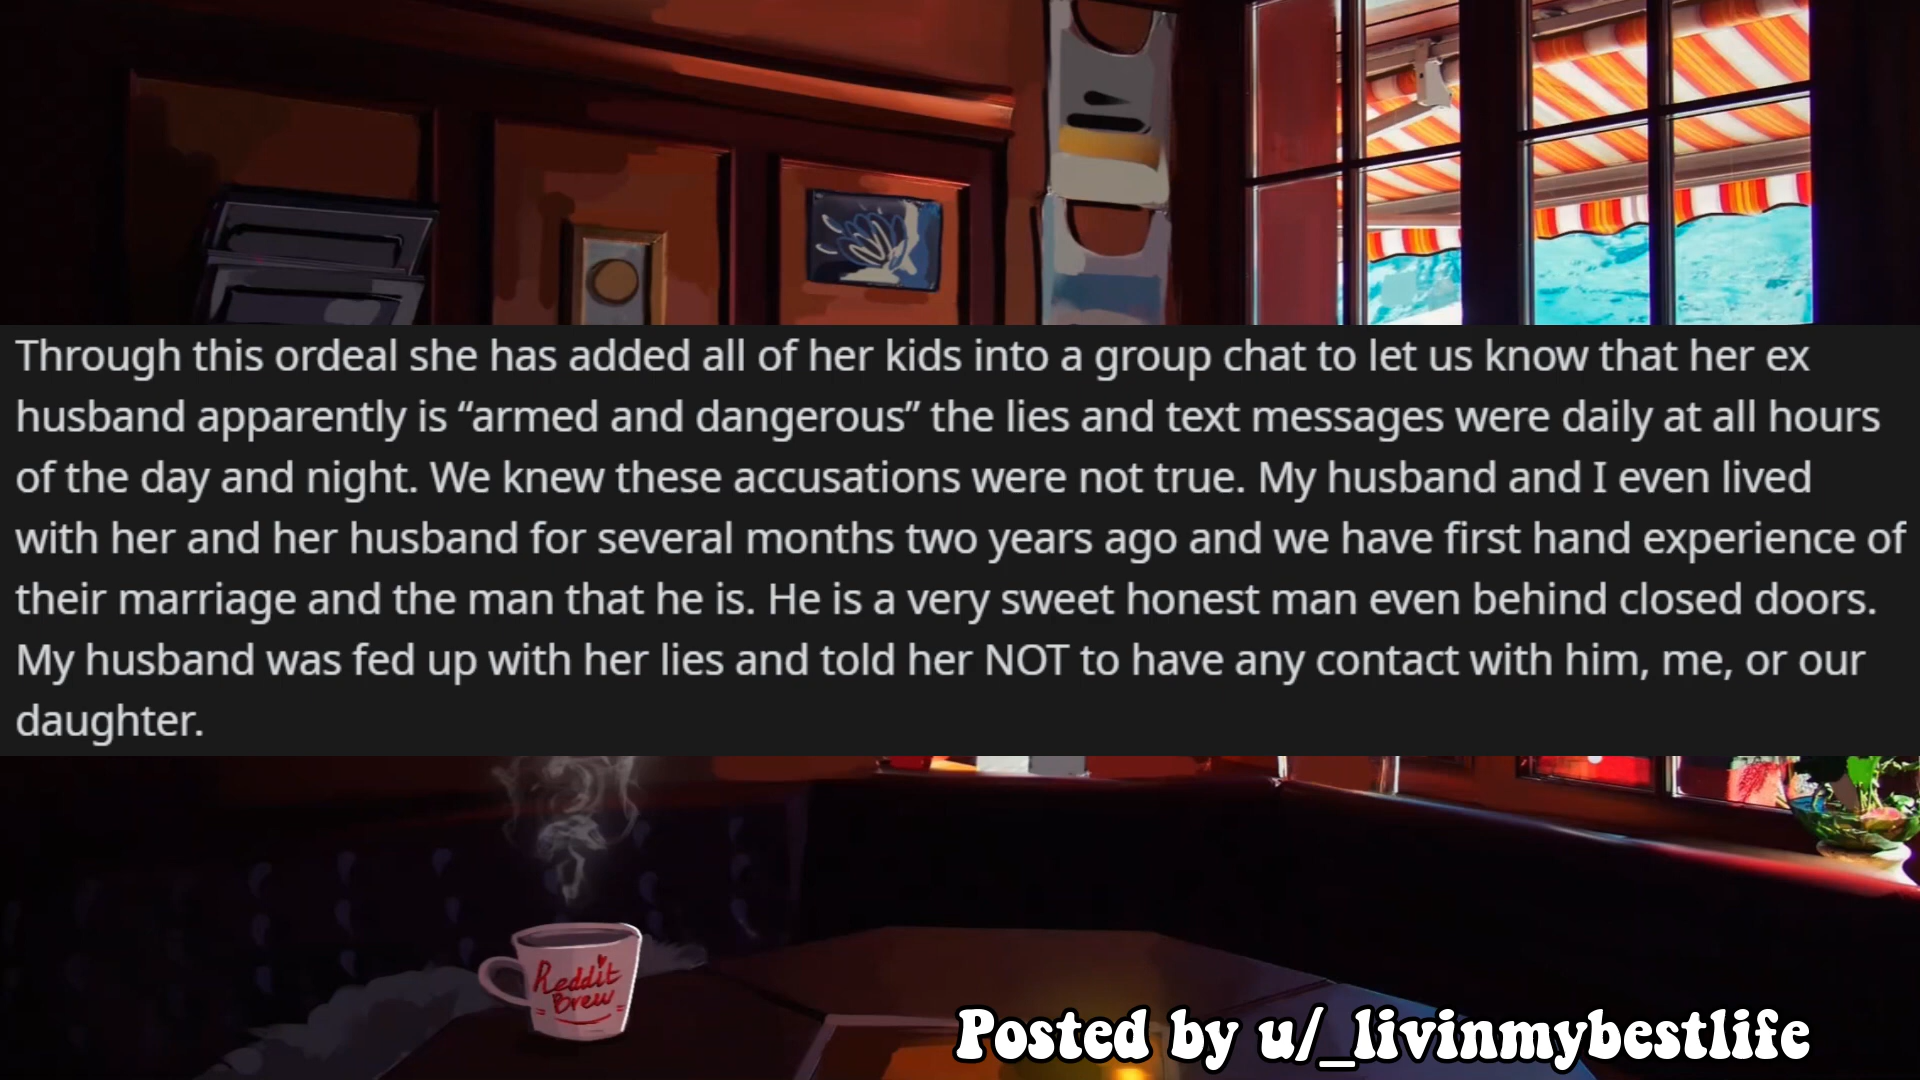 Through this ordeal she has added all of her kids into a group chat to let us know that her ex
husband apparently is “armed and dangerous” the lies and text messages were daily at all hours
of the day and night. We knew these accusations were not true. My husband and I even lived
with her and her husband for several months two years ago and we have first hand experience of
their marriage and the man that he is. He is a very sweet honest man even behind closed doors.
My husband was fed up with her lies and told her NOT to have any contact with him, me, or our
daughter.
Reddit
Brew
Posted by u/_livinmybestlife